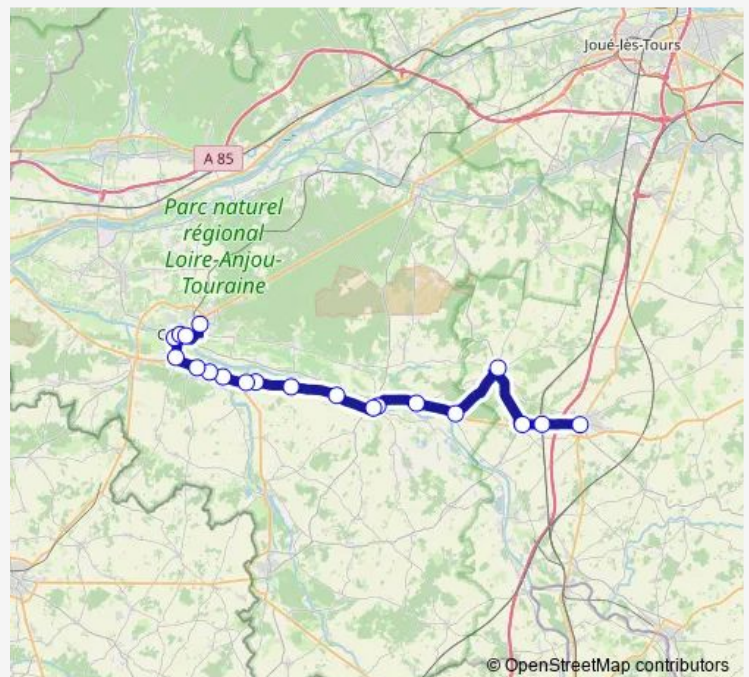 Joué-lès-Tours
A 85
Parc naturel
régional
Loire-Anjou-
Touraine
C
© OpenStreetMap contributors